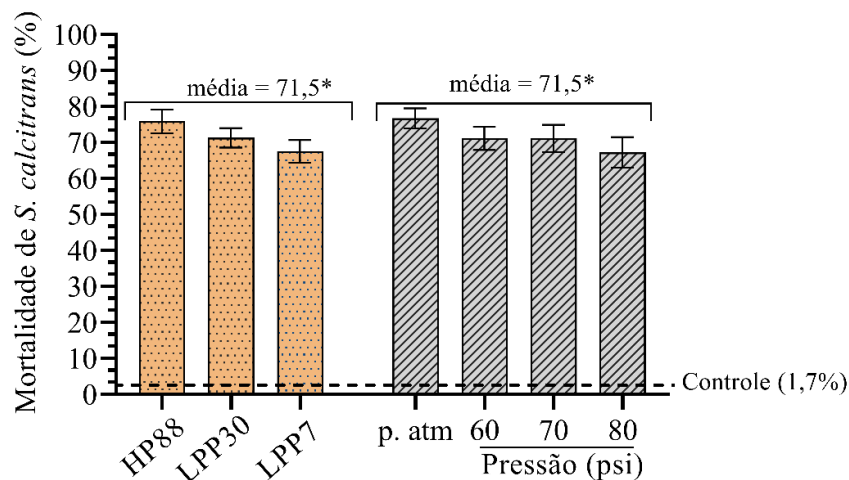 Mortalidade de S. calcitrans (%)
100
90
80
70
60
50
40
30
20
10
0
média = 71,5*
média = 71,5*
Controle (1,7%)
HP88
LPP30
LPP7
p. atm 60 70 80
Pressão (psi)